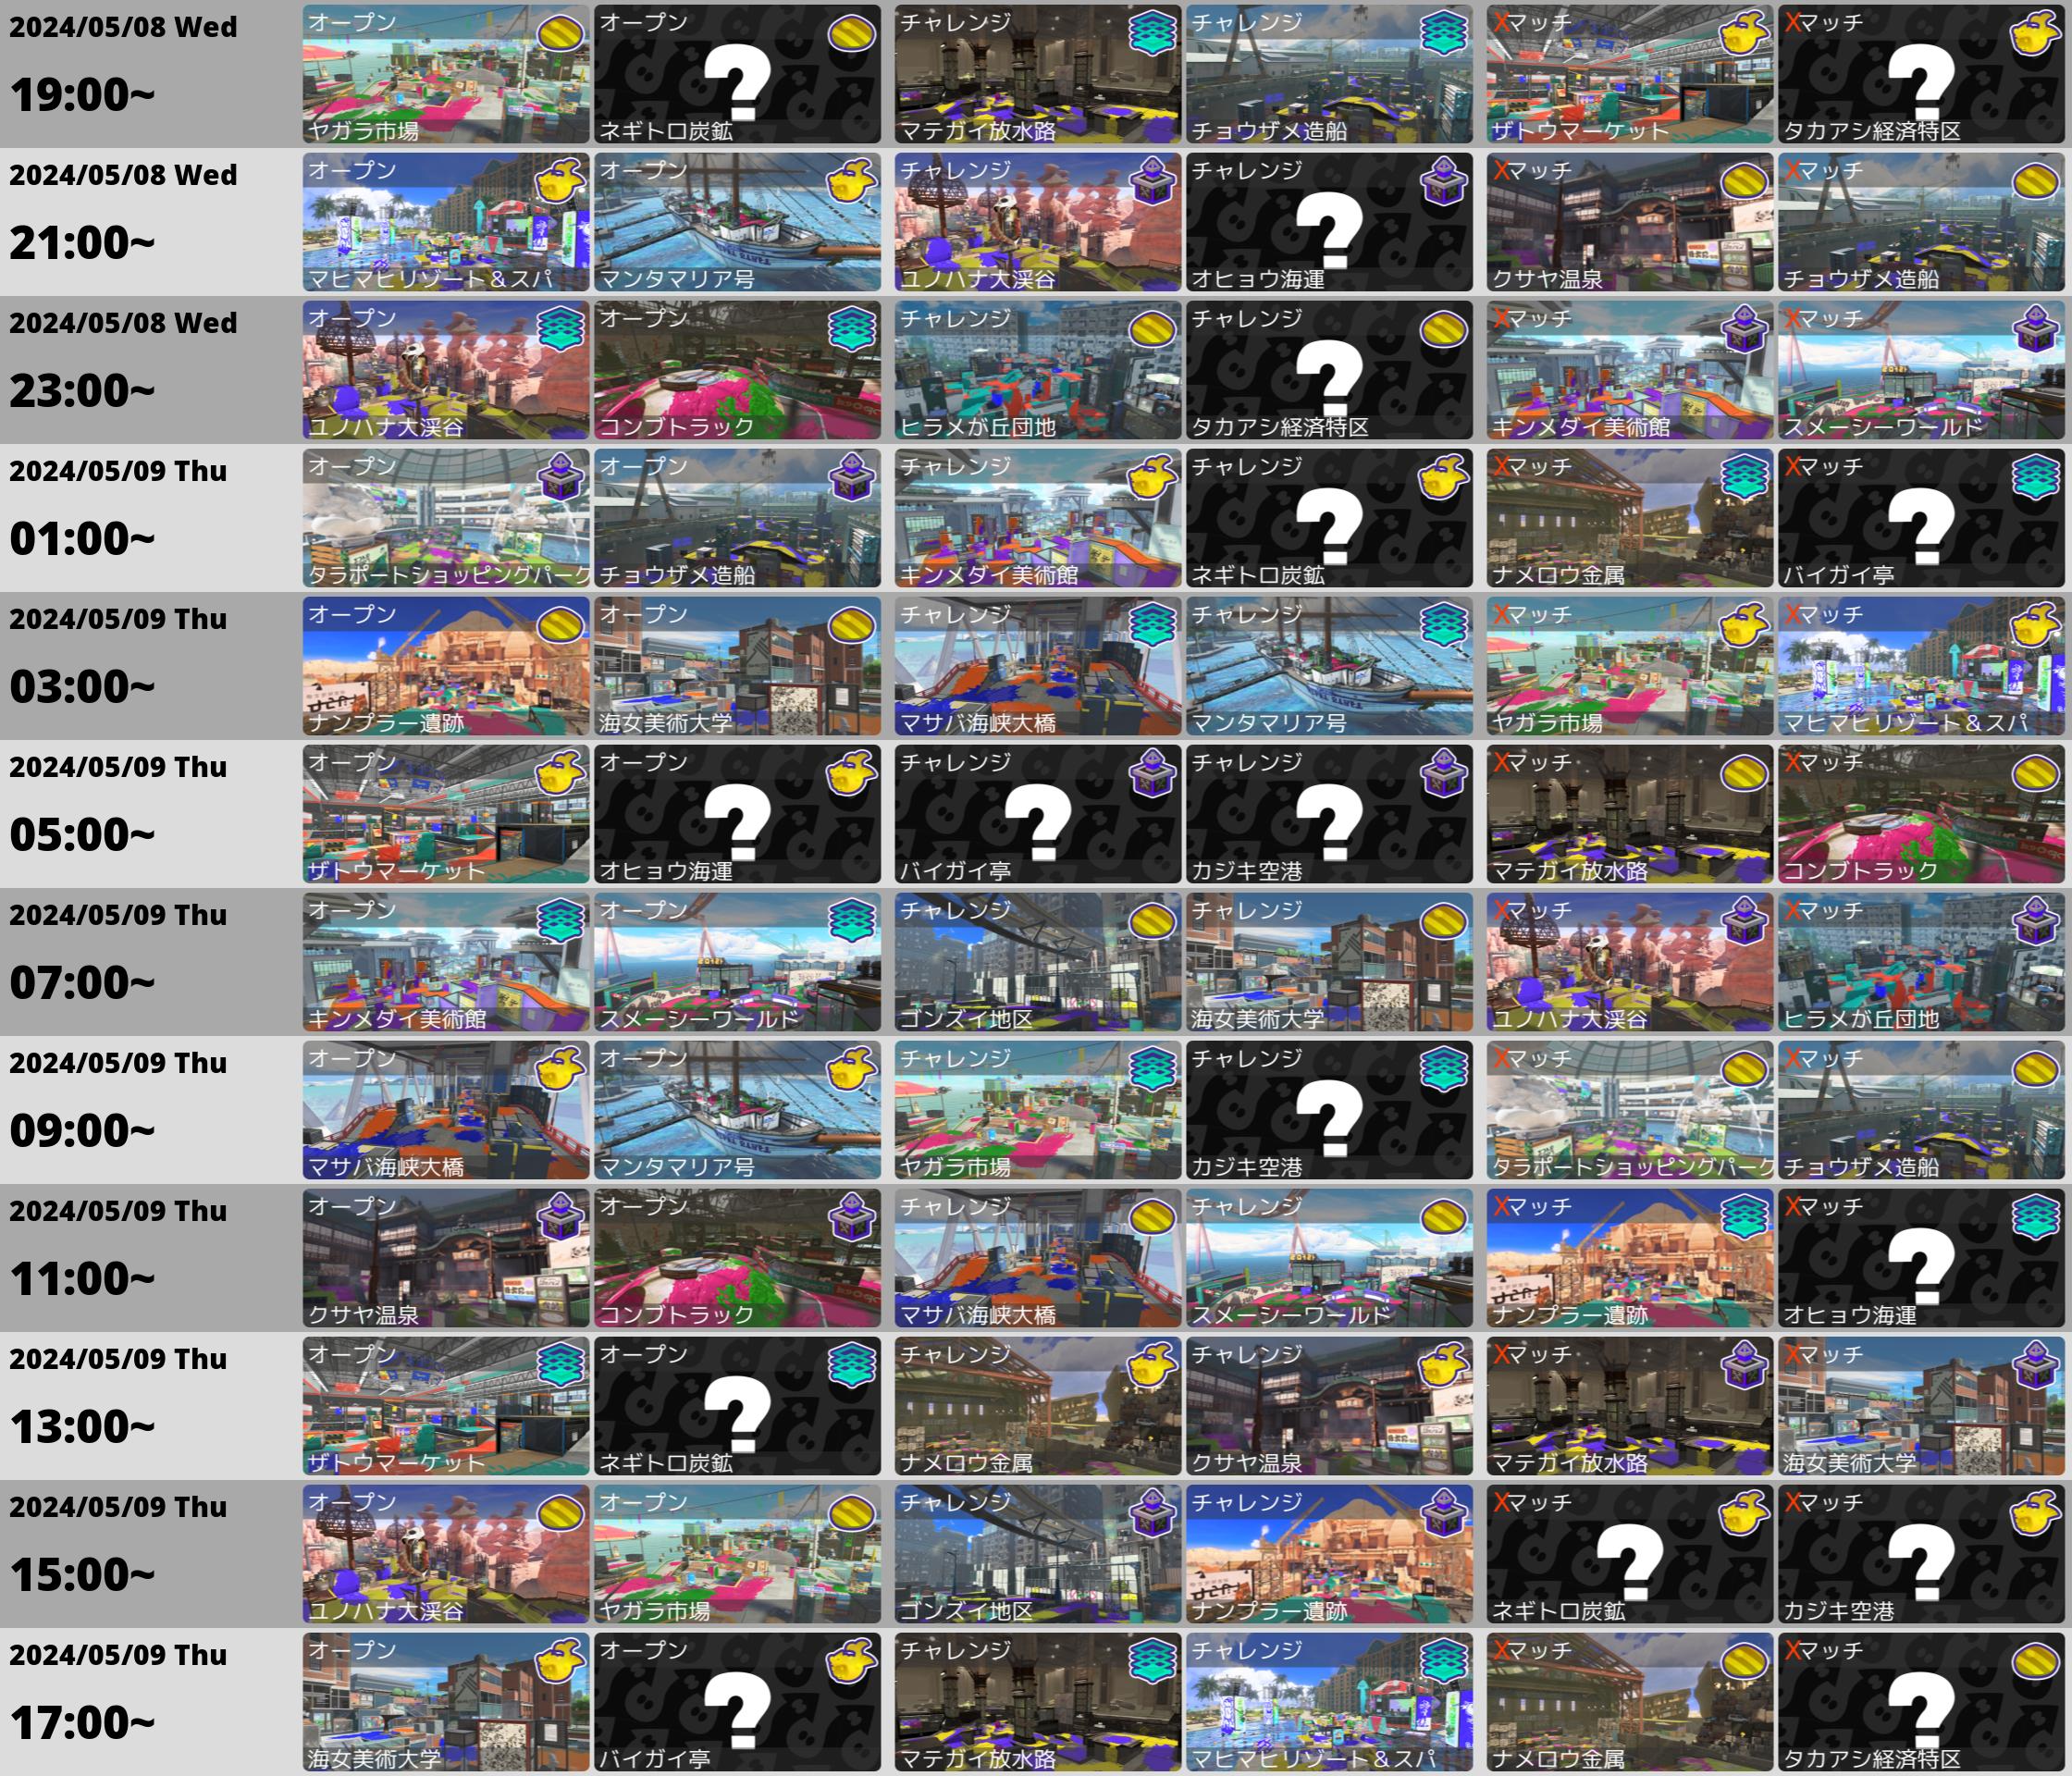 2024/05/08 Wed
19:00~
オープン オープン チャレンジ チャレンジ Xマッチ Xマッチ
ヤガラ市場 ネギトロ炭鉱 マテガイ放水路 チョウザメ造船 ザトウマーケット タカアシ経済特区
2024/05/08 Wed
21:00~
オープン オープン チャレンジ チャレンジ Xマッチ Xマッチ
マヒマヒリゾート＆スパ マンタマリア号 ユノハナ大渓谷 オヒョウ海運 クサヤ温泉 チョウザメ造船
2024/05/08 Wed
23:00~
オープン オープン チャレンジ チャレンジ Xマッチ Xマッチ
ユノハナ大渓谷 コンブトラック ヒラメが丘団地 タカアシ経済特区 キンメダイ美術館 スメーシーワールド
2024/05/09 Thu
01:00~
オープン オープン チャレンジ チャレンジ Xマッチ Xマッチ
タラポートショッピングパーク チョウザメ造船 キンメダイ美術館 ネギトロ炭鉱 ナメロウ金属 バイガイ亭
2024/05/09 Thu
03:00~
オープン オープン チャレンジ チャレンジ Xマッチ Xマッチ
ナンプラー遺跡 海女美術大学 マサバ海峡大橋 マンタマリア号 ヤガラ市場 マヒマヒリゾート＆スパ
2024/05/09 Thu
05:00~
オープン オープン チャレンジ チャレンジ Xマッチ Xマッチ
ザトウマーケット オヒョウ海運 バイガイ亭 カジキ空港 マテガイ放水路 コンブトラック
2024/05/09 Thu
07:00~
オープン オープン チャレンジ チャレンジ Xマッチ Xマッチ
キンメダイ美術館 スメーシーワールド ゴンズイ地区 海女美術大学 ユノハナ大渓谷 ヒラメが丘団地
2024/05/09 Thu
09:00~
オープン オープン チャレンジ チャレンジ Xマッチ Xマッチ
マサバ海峡大橋 マンタマリア号 ヤガラ市場 カジキ空港 タラポートショッピングパーク チョウザメ造船
2024/05/09 Thu
11:00~
オープン オープン チャレンジ チャレンジ Xマッチ Xマッチ
クサヤ温泉 コンブトラック マサバ海峡大橋 スメーシーワールド ナンプラー遺跡 オヒョウ海運
2024/05/09 Thu
13:00~
オープン オープン チャレンジ チャレンジ Xマッチ Xマッチ
ザトウマーケット ネギトロ炭鉱 ナメロウ金属 クサヤ温泉 マテガイ放水路 海女美術大学
2024/05/09 Thu
15:00~
オープン オープン チャレンジ チャレンジ Xマッチ Xマッチ
ユノハナ大渓谷 ヤガラ市場 ゴンズイ地区 ナンプラー遺跡 ネギトロ炭鉱 カジキ空港
2024/05/09 Thu
17:00~
オープン オープン チャレンジ チャレンジ Xマッチ Xマッチ
海女美術大学 バイガイ亭 マテガイ放水路 マヒマヒリゾート＆スパ ナメロウ金属 タカアシ経済特区